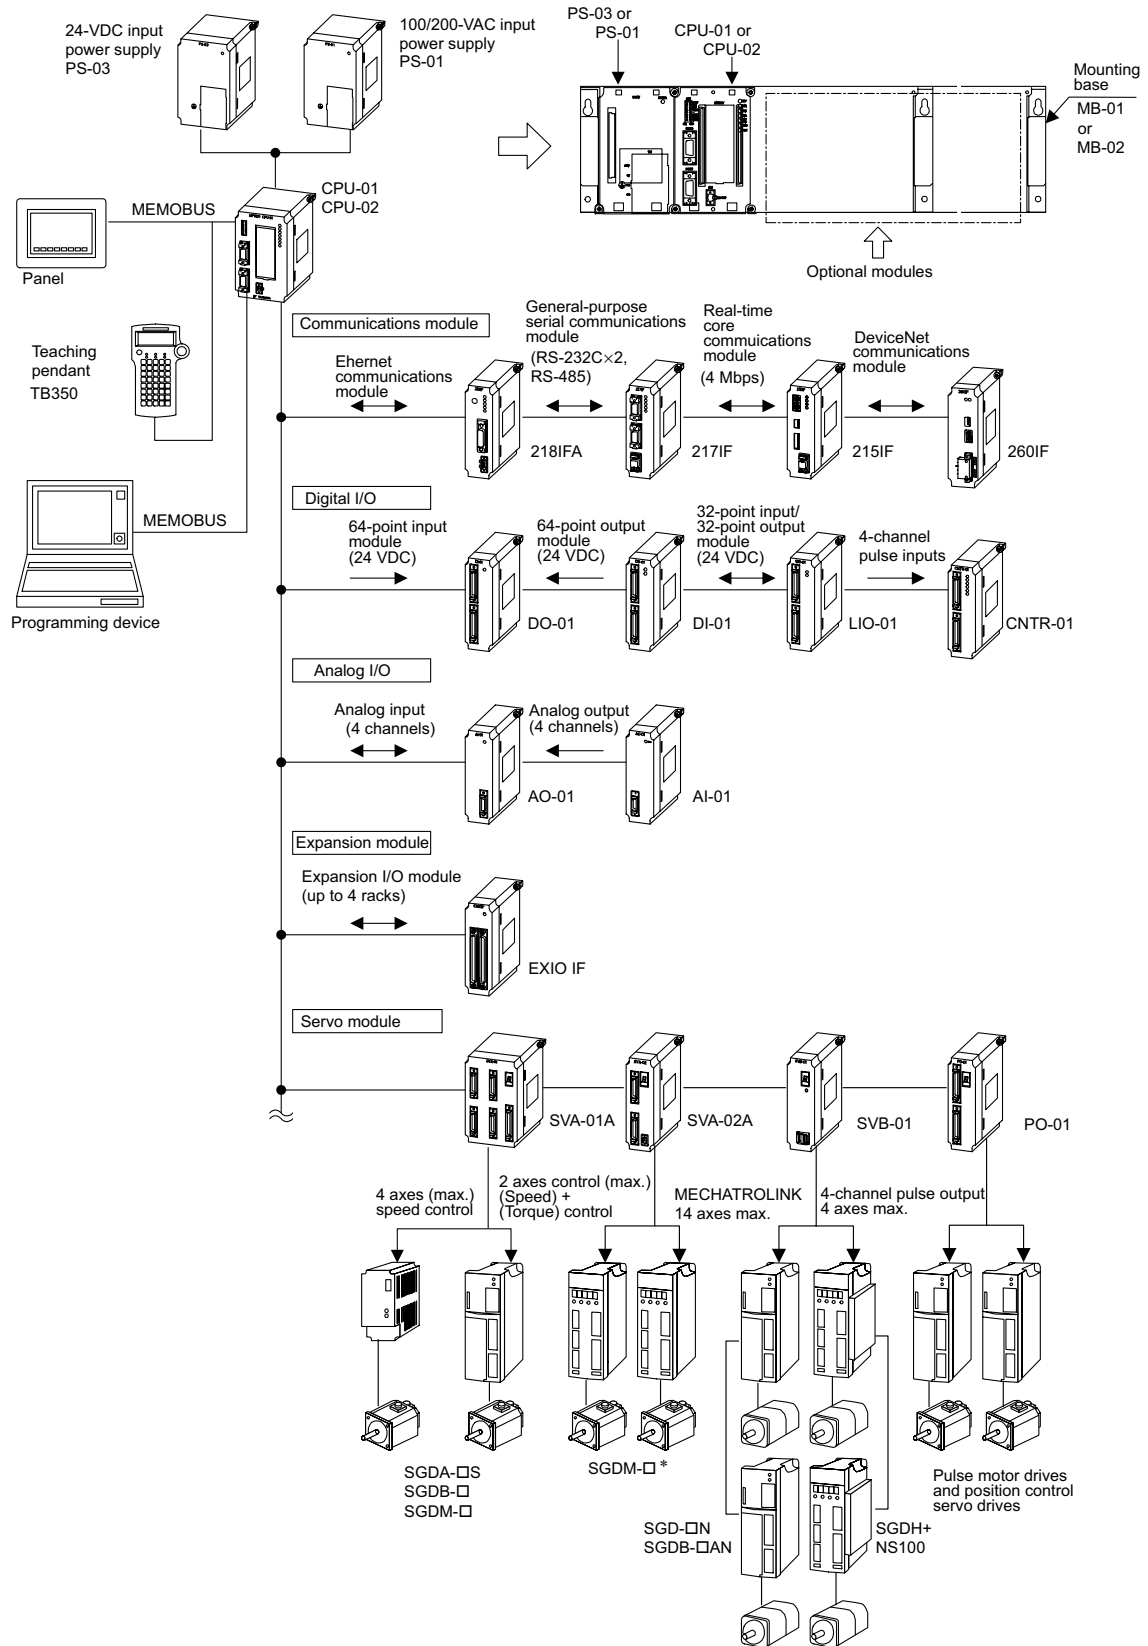 24-VDC input
power supply
PS-03
100/200-VAC input
power supply
PS-01
PS-03 or
PS-01
CPU-01 or
CPU-02
Mounting
base
MB-01
or
MB-02
Optional modules
CPU-01
CPU-02
MEMOBUS
Panel
Teaching
pendant
TB350
MEMOBUS
Programming device
Communications module
Ehernet
communications
module
General-purpose
serial communications
module
(RS-232C×2,
RS-485)
Real-time
core
commuications
module
(4 Mbps)
DeviceNet
communications
module
218IFA
217IF
215IF
260IF
Digital I/O
64-point input
module
(24 VDC)
64-point output
module
(24 VDC)
32-point input/
32-point output
module
(24 VDC)
4-channel
pulse inputs
DO-01
DI-01
LIO-01
CNTR-01
Analog I/O
Analog input
(4 channels)
Analog output
(4 channels)
AO-01
AI-01
Expansion module
Expansion I/O module
(up to 4 racks)
EXIO IF
Servo module
SVA-01A
SVA-02A
SVB-01
PO-01
4 axes (max.)
speed control
2 axes control (max.)
(Speed) +
(Torque) control
MECHATROLINK
14 axes max.
4-channel pulse output
4 axes max.
SGDA-□S
SGDB-□
SGDM-□
SGDM-□ *
SGD-□N
SGDB-□AN
SGDH+
NS100
Pulse motor drives
and position control
servo drives